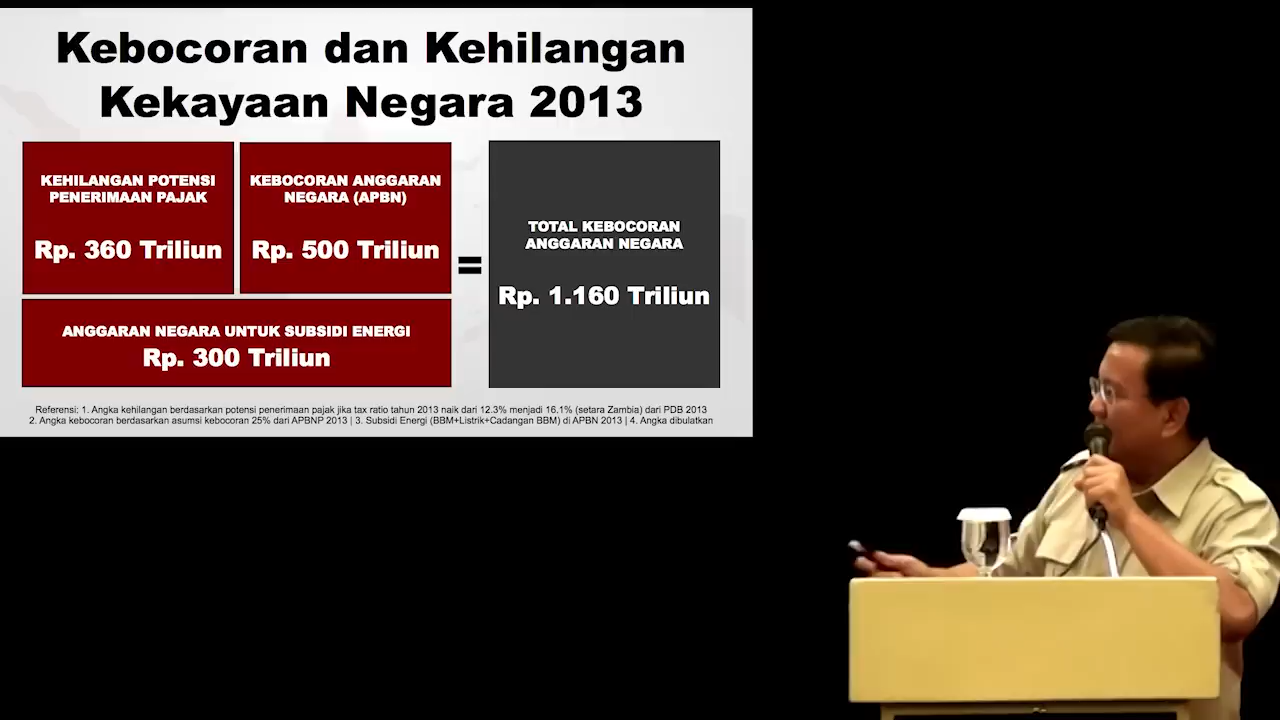 Kebocoran dan Kehilangan
Kekayaan Negara 2013
KEHILANGAN POTENSI
PENERIMAAN PAJAK
Rp. 360 Triliun
KEBOCORAN ANGGARAN
NEGARA (APBN)
Rp. 500 Triliun
ANGGARAN NEGARA UNTUK SUBSIDI ENERGI
Rp. 300 Triliun
=
TOTAL KEBOCORAN
ANGGARAN NEGARA
Rp. 1.160 Triliun
Referensi: 1. Angka kehilangan berdasarkan potensi penerimaan pajak jika tax ratio tahun 2013 naik dari 12.3% menjadi 16.1% (setara Zambia) dari PDB 2013
2. Angka kebocoran berdasarkan asumsi kebocoran 25% dari APBNP 2013 | 3. Subsidi Energi (BBM+Listrik+Cadangan BBM) di APBN 2013 | 4. Angka dibulatkan